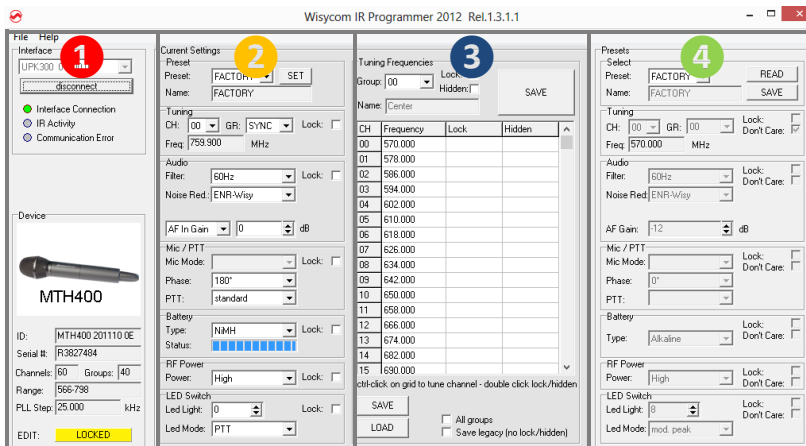 Wisycom IR Programmer 2012 Rel.1.3.1.1
File Help
1
Interface
UPK300
disconnect
Interface Connection
IR Activity
Communication Error
Device
MTH400
ID: MTH400 201110 0E
Serial #: R3827484
Channels: 60 Groups: 40
Range: 566-798
PLL Step: 25.000 kHz
EDIT: LOCKED
2
Current Settings
Preset
Preset: FACTORY SET
Name: FACTORY
Tuning
CH: 00 GR: SYNC Lock:
Freq: 759.900 MHz
Audio
Filter: 60Hz Lock:
Noise Red.: ENR-Wisy
AF In Gain 0 dB
Mic / PTT
Mic Mode: Lock:
Phase: 180°
PTT: standard
Battery
Type: NiMH Lock:
Status:
RF Power
Power: High Lock:
LED Switch
Led Light: 0 Lock:
Led Mode: PTT
3
Tuning Frequencies
Group: 00 Lock:
Hidden: SAVE
Name: Center
CH Frequency Lock Hidden
00 570.000
01 578.000
02 586.000
03 594.000
04 602.000
05 610.000
06 618.000
07 626.000
08 634.000
09 642.000
10 650.000
11 658.000
12 666.000
13 674.000
14 682.000
15 690.000
ctrl-click on grid to tune channel - double click lock/hidden
SAVE
LOAD
All groups
Save legacy (no lock/hidden)
4
Presets
Select
Preset: FACTORY READ
Name: FACTORY SAVE
Tuning
CH: 00 GR: 00 Lock:
Don't Care:
Freq: 570.000 MHz
Audio
Filter: 60Hz Lock:
Don't Care:
Noise Red: ENR-Wisy
AF Gain: -12 dB
Mic / PTT
Mic Mode: Lock:
Don't Care:
Phase: 0°
PTT:
Battery
Type: Alkaline Lock:
Don't Care:
RF Power
Power: High Lock:
Don't Care:
LED Switch
Led Light: 8 Lock:
Don't Care:
Led Mode: mod. peak